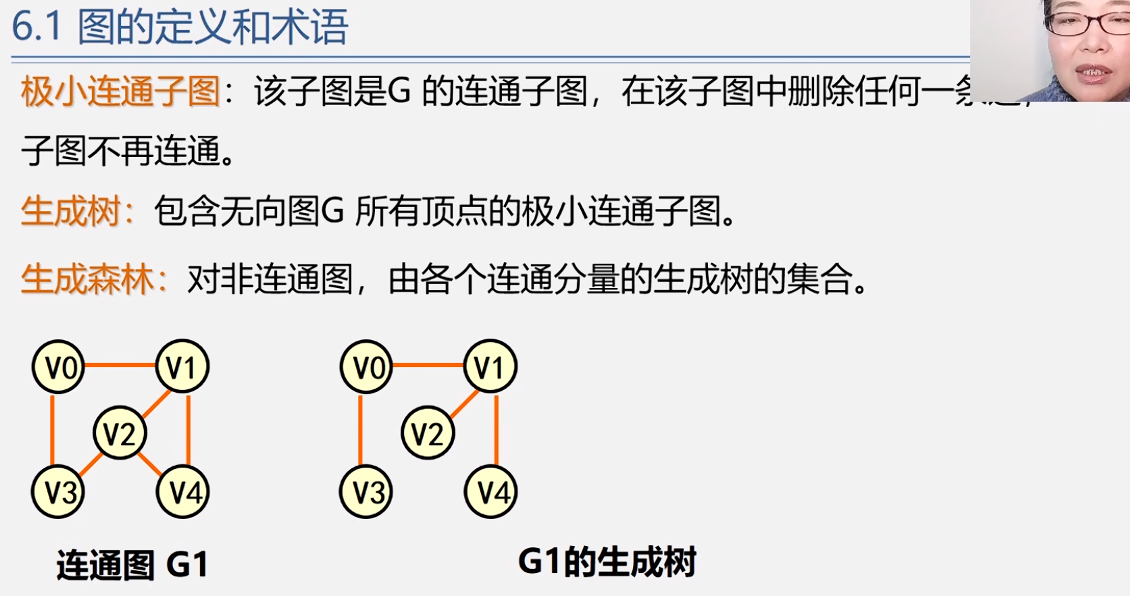 6.1 图的定义和术语
极小连通子图：该子图是G 的连通子图，在该子图中删除任何一
子图不再连通。
生成树：包含无向图G 所有顶点的极小连通子图。
生成森林：对非连通图，由各个连通分量的生成树的集合。
V0 V1 V0 V1
V2 V2
V3 V4 V3 V4
连通图 G1
G1的生成树